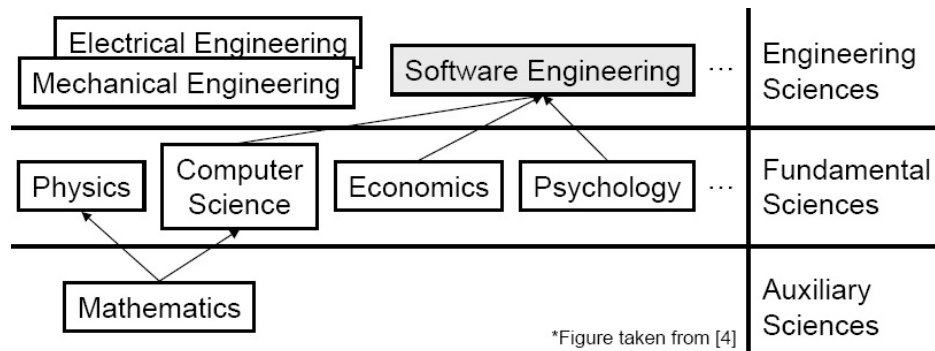 Electrical Engineering
Mechanical Engineering
Software Engineering
...
Engineering
Sciences
Physics
Computer
Science
Economics
Psychology
...
Fundamental
Sciences
Mathematics
*Figure taken from [4]
Auxiliary
Sciences